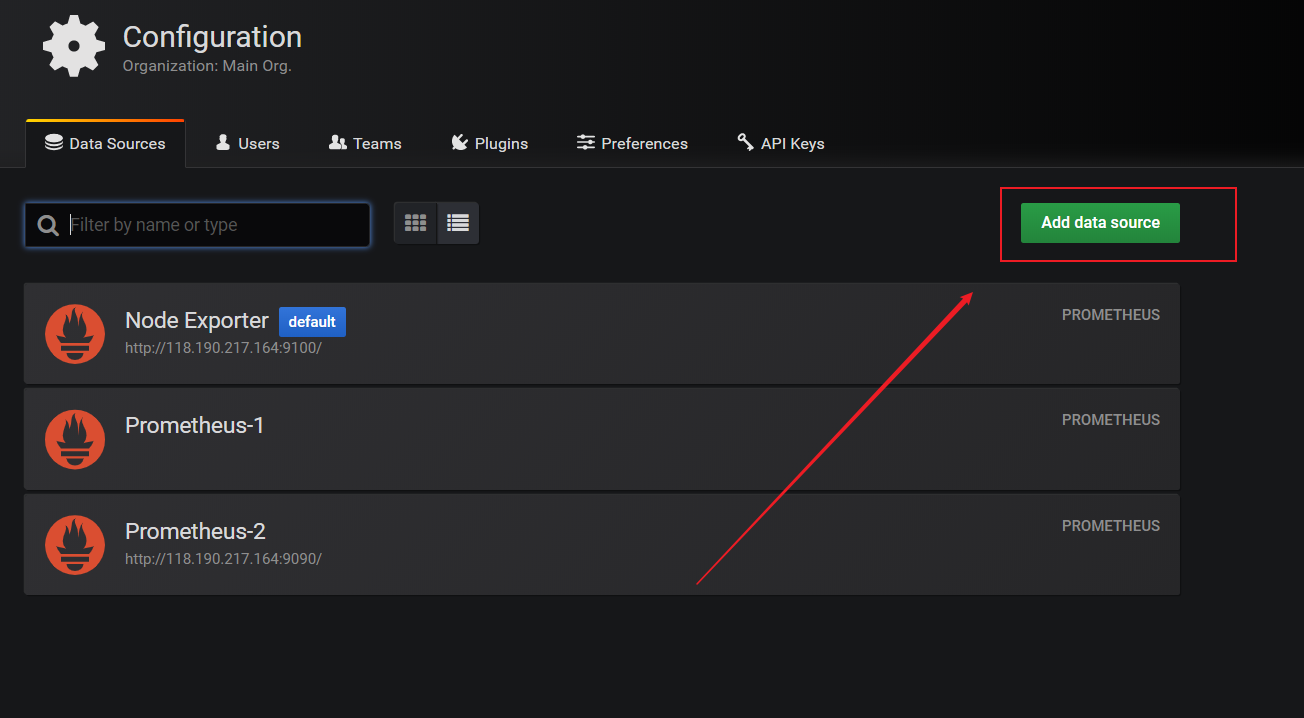 Configuration
Organization: Main Org.
Data Sources Users Teams Plugins Preferences API Keys
Filter by name or type Add data source
Node Exporter default PROMETHEUS
http://118.190.217.164:9100/
Prometheus-1 PROMETHEUS
Prometheus-2 PROMETHEUS
http://118.190.217.164:9090/